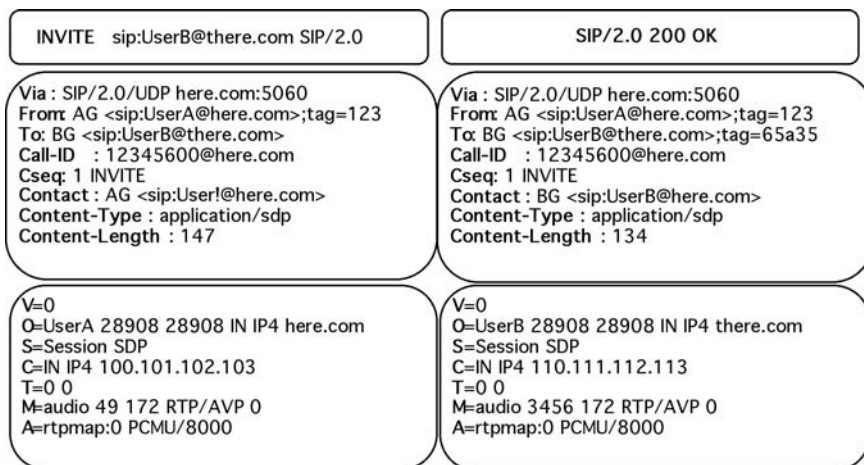 INVITE sip:UserB@there.com SIP/2.0
Via : SIP/2.0/UDP here.com:5060
From: AG <sip:UserA@here.com>;tag=123
To: BG <sip:UserB@there.com>
Call-ID : 12345600@here.com
Cseq: 1 INVITE
Contact : AG <sip:User!@here.com>
Content-Type : application/sdp
Content-Length : 147
V=0
O=UserA 28908 28908 IN IP4 here.com
S=Session SDP
C=IN IP4 100.101.102.103
T=0 0
M=audio 49 172 RTP/AVP 0
A=rtpmap:0 PCMU/8000
SIP/2.0 200 OK
Via : SIP/2.0/UDP here.com:5060
From: AG <sip:UserA@here.com>;tag=123
To: BG <sip:UserB@there.com>;tag=65a35
Call-ID : 12345600@here.com
Cseq: 1 INVITE
Contact : BG <sip:UserB@here.com>
Content-Type : application/sdp
Content-Length : 134
V=0
O=UserB 28908 28908 IN IP4 there.com
S=Session SDP
C=IN IP4 110.111.112.113
T=0 0
M=audio 3456 172 RTP/AVP 0
A=rtpmap:0 PCMU/8000